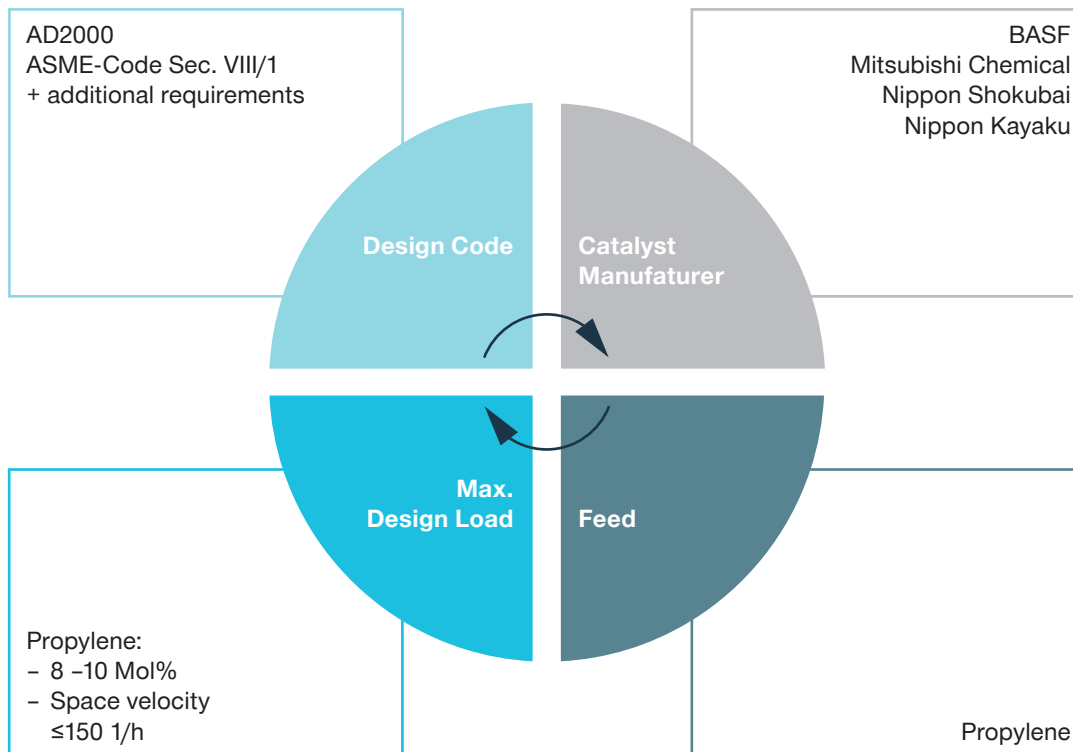 AD2000
ASME-Code Sec. VIII/1
+ additional requirements
BASF
Mitsubishi Chemical
Nippon Shokubai
Nippon Kayaku
Design Code
Catalyst
Manufaturer
Max.
Design Load
Feed
Propylene:
– 8 –10 Mol%
– Space velocity
≤150 1/h
Propylene